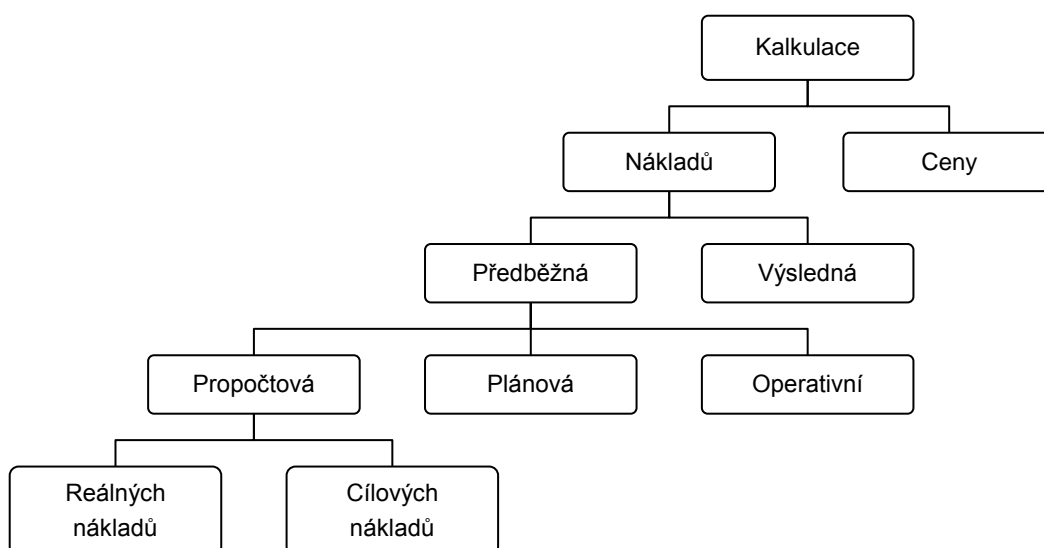 Kalkulace
Nákladů
Ceny
Předběžná
Výsledná
Propočtová
Plánová
Operativní
Reálných
nákladů
Cílových
nákladů